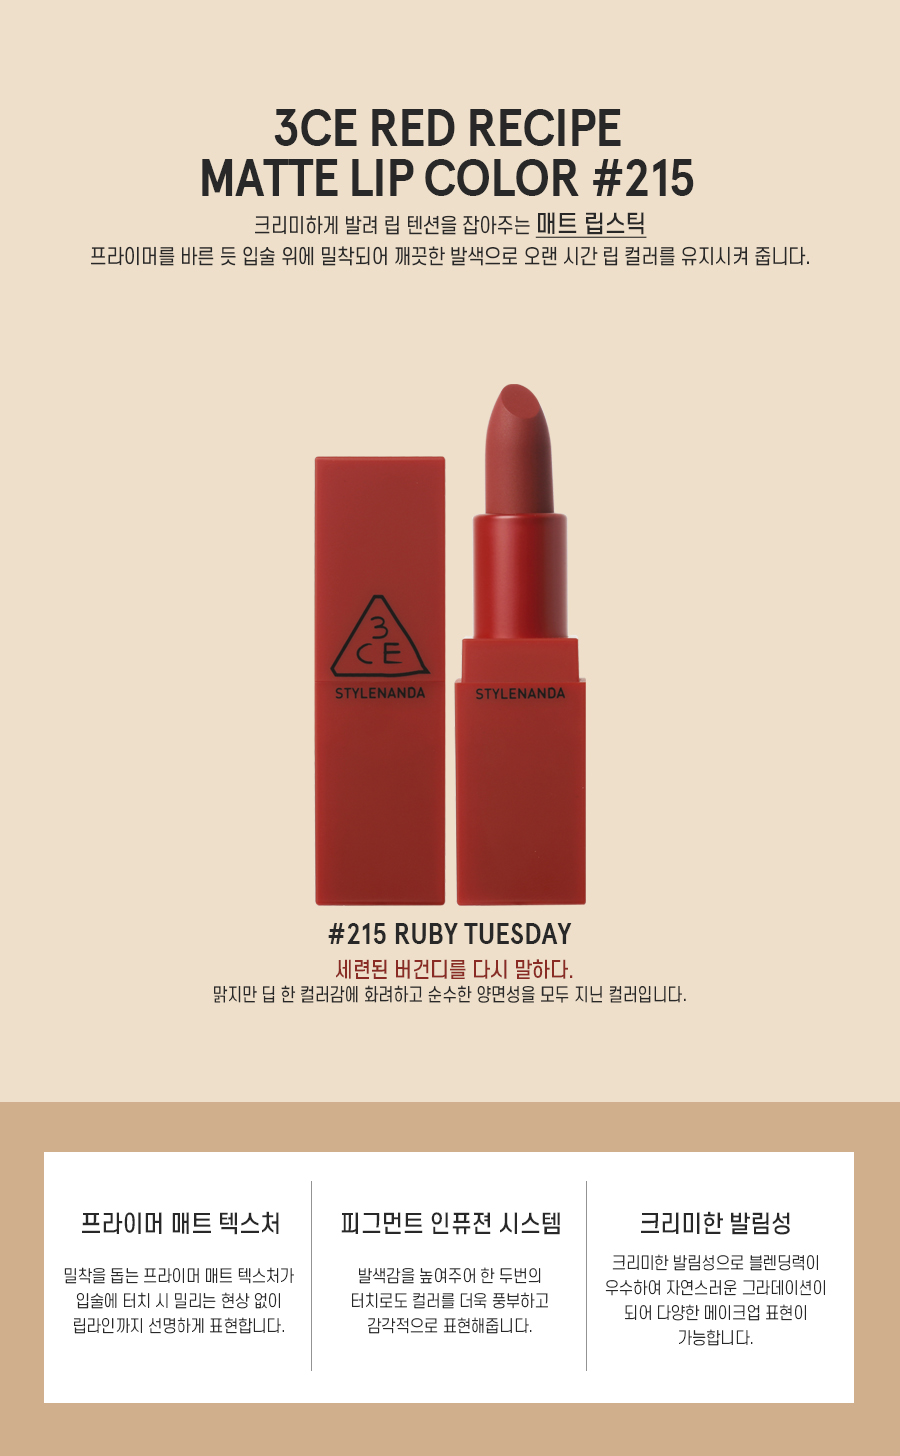 3CE RED RECIPE
MATTE LIP COLOR #215
크리미하게 발려 립 텐션을 잡아주는 매트 립스틱
프라이머를 바른 듯 입술 위에 밀착되어 깨끗한 발색으로 오랜 시간 립 컬러를 유지시켜 줍니다.
3
CE
STYLENANDA
STYLENANDA
#215 RUBY TUESDAY
세련된 버건디를 다시 말하다.
맑지만 딥 한 컬러감에 화려하고 순수한 양면성을 모두 지닌 컬러입니다.
프라이머 매트 텍스처
밀착을 돕는 프라이머 매트 텍스처가
입술에 터치 시 밀리는 현상 없이
립라인까지 선명하게 표현합니다.
피그먼트 인퓨젼 시스템
발색감을 높여주어 한 두번의
터치로도 컬러를 더욱 풍부하고
감각적으로 표현해줍니다.
크리미한 발림성
크리미한 발림성으로 블렌딩력이
우수하여 자연스러운 그라데이션이
되어 다양한 메이크업 표현이
가능합니다.